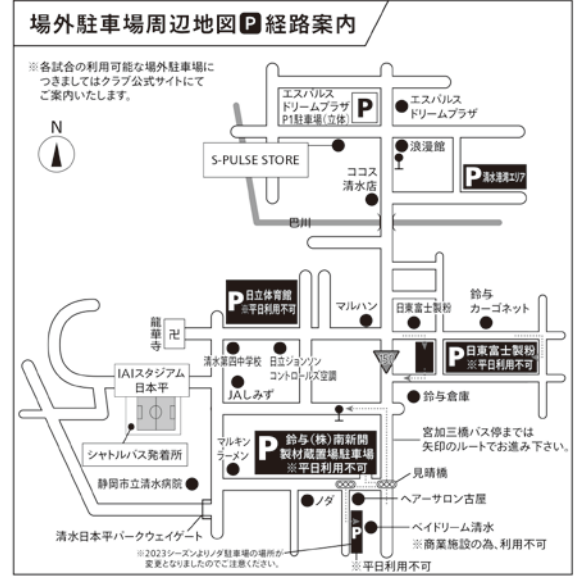 場外駐車場周辺地図P経路案内
※各試合の利用可能な場外駐車場に
つきましてはクラブ公式サイトにて
ご案内いたします。
N
エスパルス
ドリームプラザ
P1駐車場(立体)
P
エスパルス
ドリームプラザ
S-PULSE STORE
浪漫館
ココス
清水店
P清水港湾エリア
巴川
P日立体育館
※平日利用不可
マルハン
日東富士製粉
鈴与
カーゴネット
龍華寺
卍
清水第四中学校
日立ジョンソン
コントロールズ空調
150
P日東富士製粉
※平日利用不可
IAIスタジアム
日本平
JAしみず
鈴与倉庫
シャトルバス発着所
マルキン
ラーメン
P鈴与(株)南新開
製材蔵置場駐車場
※平日利用不可
宮加三橋バス停までは
矢印のルートでお進み下さい。
見晴橋
静岡市立清水病院
ノダ
ヘアーサロン古屋
P
ベイドリーム清水
※商業施設の為、利用不可
清水日本平パークウェイゲート
※2023シーズンよりノダ駐車場の場所が
変更となりましたのでご注意ください。
※平日利用不可